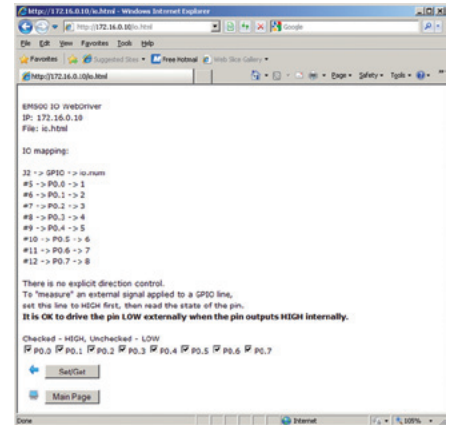 http://172.16.0.10/io.html - Windows Internet Explorer
http://172.16.0.10/io.html
Google
File Edit View Favorites Tools Help
Favorites Suggested Sites Free Hotmail Web Slice Gallery
http://172.16.0.10/io.html
Page Safety Tools
EM500 IO WebDriver
IP: 172.16.0.10
File: io.html
IO mapping:
J2 -> GPIO -> io.num
#5 -> P0.0 -> 1
#6 -> P0.1 -> 2
#7 -> P0.2 -> 3
#8 -> P0.3 -> 4
#9 -> P0.4 -> 5
#10 -> P0.5 -> 6
#11 -> P0.6 -> 7
#12 -> P0.7 -> 8
There is no explicit direction control.
To "measure" an external signal applied to a GPIO line,
set the line to HIGH first, then read the state of the pin.
It is OK to drive the pin LOW externally when the pin outputs HIGH internally.
Checked - HIGH, Unchecked - LOW
P0.0 P0.1 P0.2 P0.3 P0.4 P0.5 P0.6 P0.7
Set/Get
Main Page
Done Internet 105%